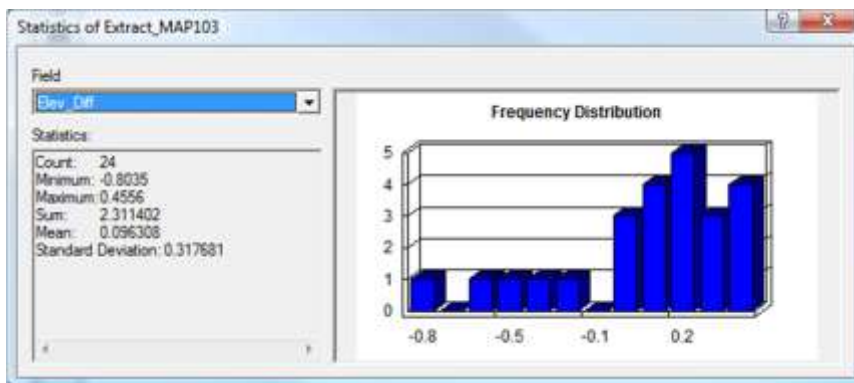 Statistics of Extract_MAP103
Field
Elev_Diff
Statistics:
Count: 24
Minimum: -0.8035
Maximum: 0.4556
Sum: 2.311402
Mean: 0.096308
Standard Deviation: 0.317681
Frequency Distribution
5
4
3
2
1
0
-0.8 -0.5 -0.1 0.2